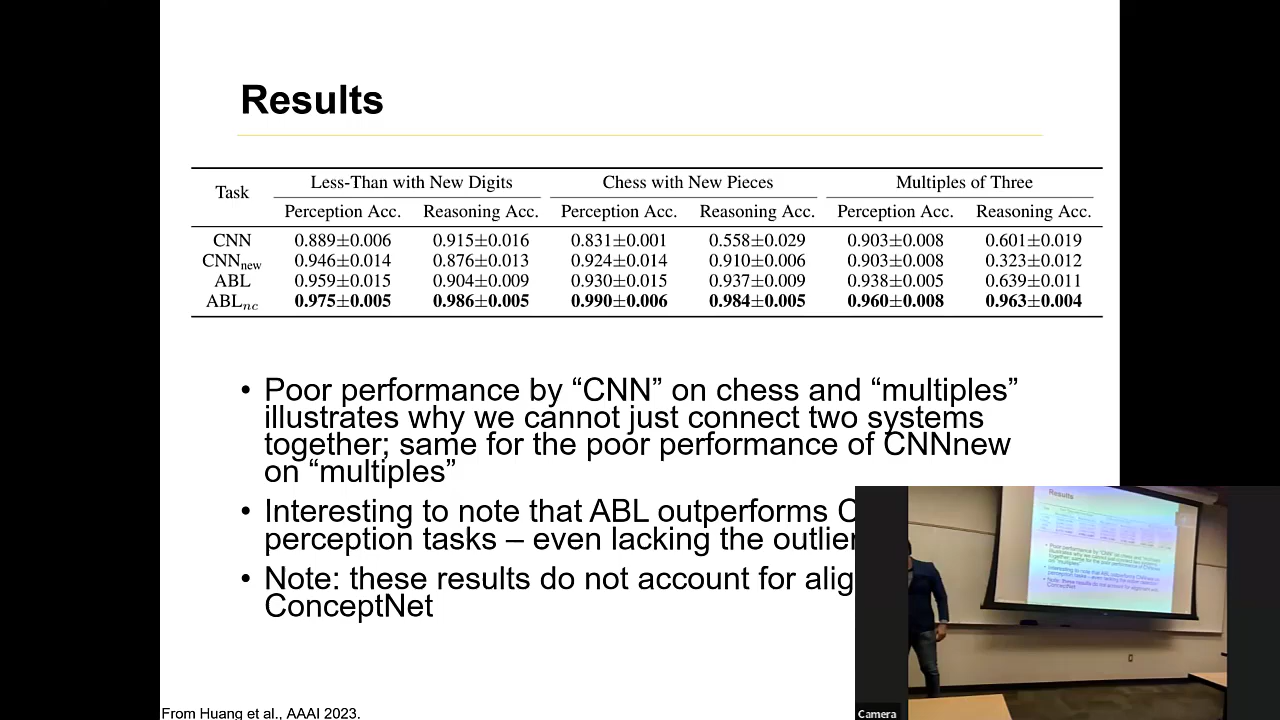 Results
Task Less-Than with New Digits Chess with New Pieces Multiples of Three
Perception Acc. Reasoning Acc. Perception Acc. Reasoning Acc. Perception Acc. Reasoning Acc.
CNN 0.889±0.006 0.915±0.016 0.831±0.001 0.558±0.029 0.903±0.008 0.601±0.019
CNNnew 0.946±0.014 0.876±0.013 0.924±0.014 0.910±0.006 0.903±0.008 0.323±0.012
ABL 0.959±0.015 0.904±0.009 0.930±0.015 0.937±0.009 0.938±0.005 0.639±0.011
ABLnc 0.975±0.005 0.986±0.005 0.990±0.006 0.984±0.005 0.960±0.008 0.963±0.004
• Poor performance by “CNN” on chess and “multiples”
illustrates why we cannot just connect two systems
together; same for the poor performance of CNNnew
on “multiples”
• Interesting to note that ABL outperforms C
perception tasks – even lacking the outlier
• Note: these results do not account for alig
ConceptNet
From Huang et al., AAAI 2023.
Results
Camera